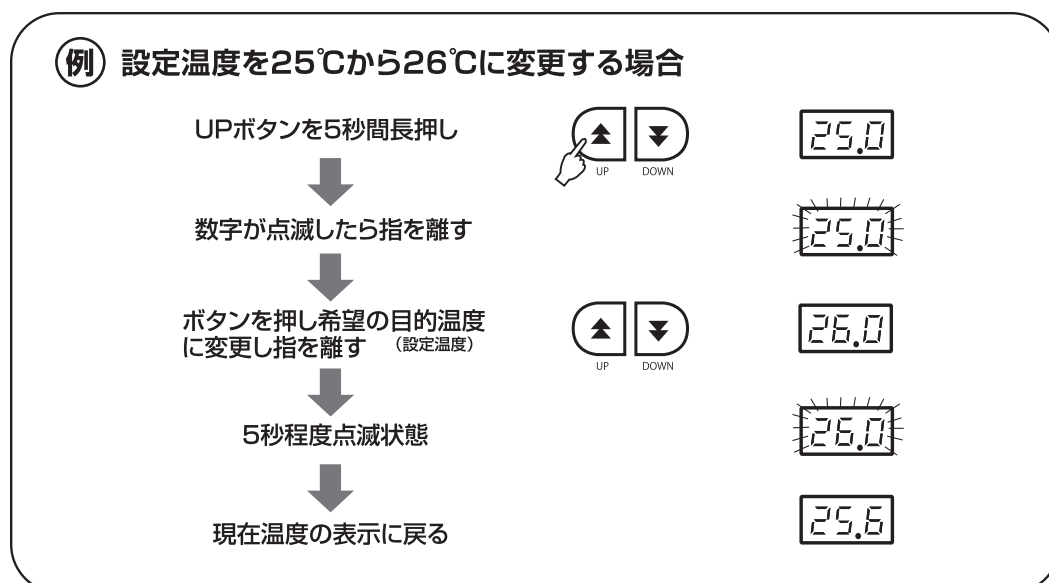 例 設定温度を25℃から26℃に変更する場合
UPボタンを5秒間長押し
UP DOWN
25.0
数字が点滅したら指を離す
25.0
ボタンを押し希望の目的温度
に変更し指を離す (設定温度)
UP DOWN
26.0
5秒程度点滅状態
26.0
現在温度の表示に戻る
25.6